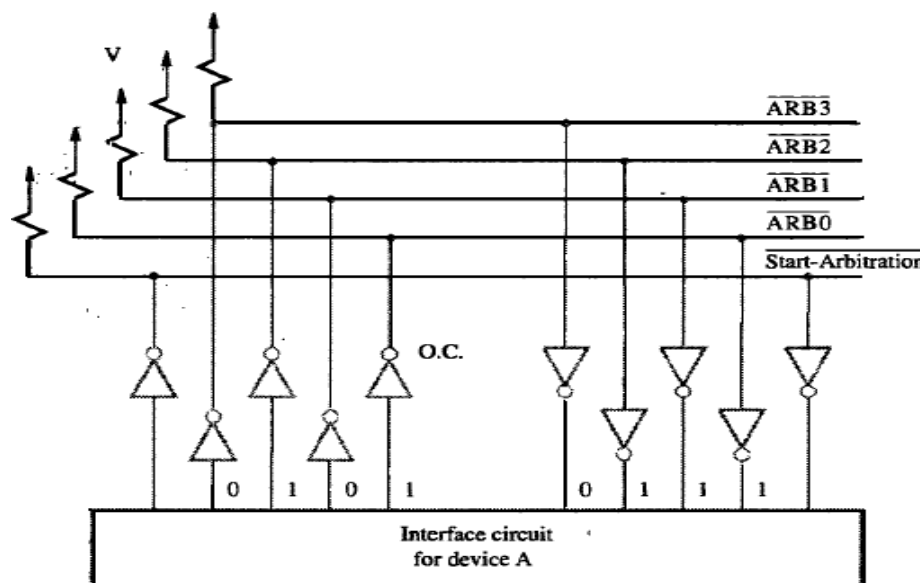 V
ARB3
ARB2
ARB1
ARB0
Start-Arbitration
O.C.
0 1 0 1 0 1 1 1
Interface circuit
for device A